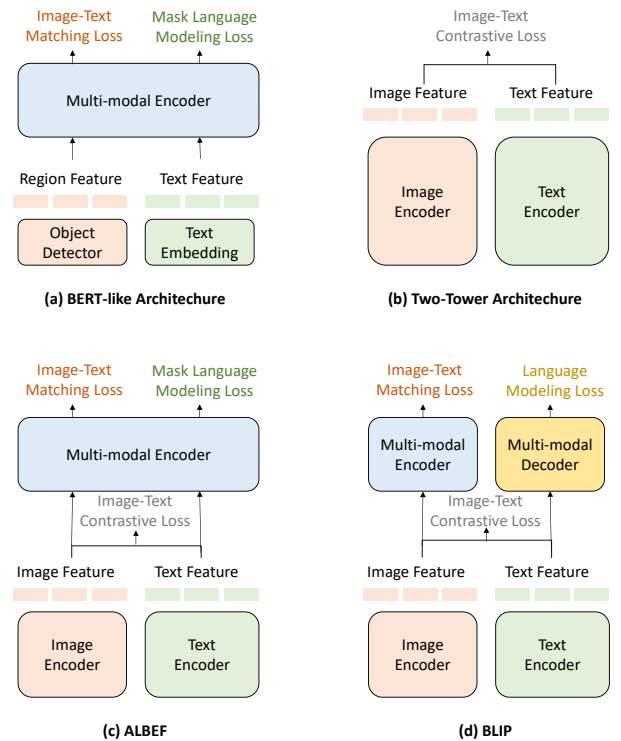 Image-Text
Matching Loss
Mask Language
Modeling Loss
Multi-modal Encoder
Region Feature
Text Feature
Object
Detector
Text
Embedding
(a) BERT-like Architechure
Image-Text
Contrastive Loss
Image Feature
Text Feature
Image
Encoder
Text
Encoder
(b) Two-Tower Architechure
Image-Text
Matching Loss
Mask Language
Modeling Loss
Multi-modal Encoder
Image-Text
Contrastive Loss
Image Feature
Text Feature
Image
Encoder
Text
Encoder
(c) ALBEF
Image-Text
Matching Loss
Language
Modeling Loss
Multi-modal
Encoder
Multi-modal
Decoder
Image-Text
Contrastive Loss
Image Feature
Text Feature
Image
Encoder
Text
Encoder
(d) BLIP